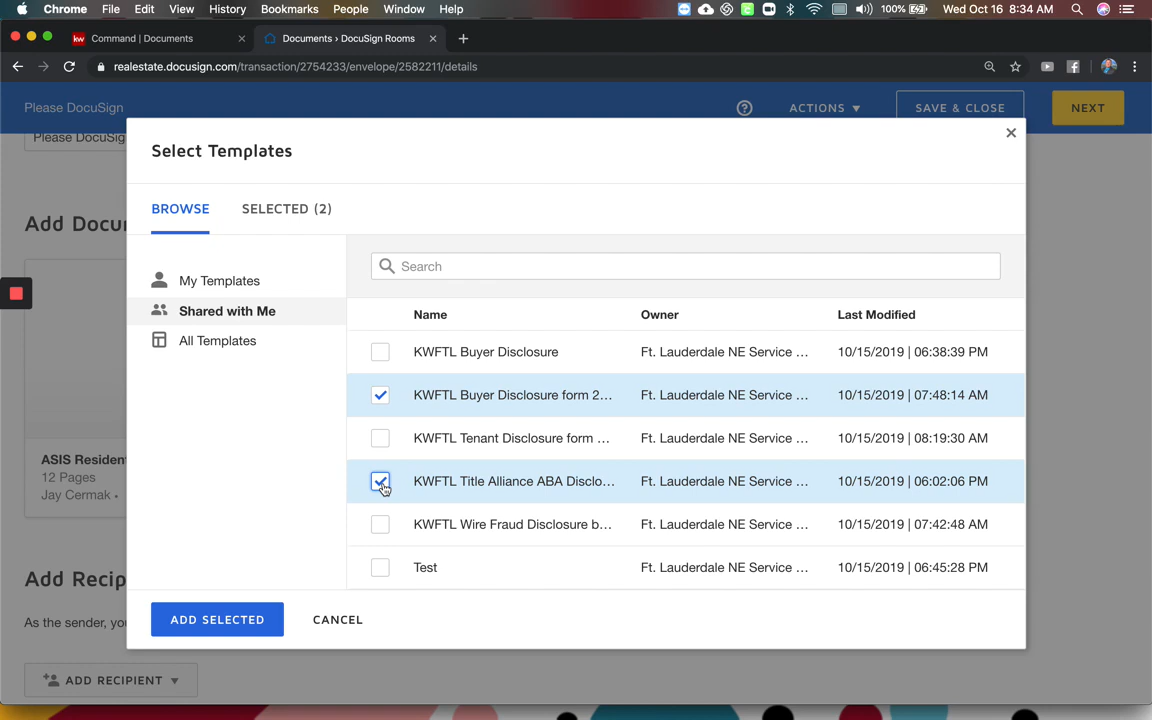 Chrome File Edit View History Bookmarks People Window Help 100% Wed Oct 16 8:34 AM
kw Command | Documents Documents › DocuSign Rooms
realestate.docusign.com/transaction/2754233/envelope/2582211/details
Please DocuSign ACTIONS SAVE & CLOSE NEXT
Please DocuSig
Select Templates
Add Docu
BROWSE SELECTED (2)
Search
My Templates
Shared with Me
All Templates
Name Owner Last Modified
KWFTL Buyer Disclosure Ft. Lauderdale NE Service ... 10/15/2019 | 06:38:39 PM
KWFTL Buyer Disclosure form 2... Ft. Lauderdale NE Service ... 10/15/2019 | 07:48:14 AM
KWFTL Tenant Disclosure form ... Ft. Lauderdale NE Service ... 10/15/2019 | 08:19:30 AM
KWFTL Title Alliance ABA Disclo... Ft. Lauderdale NE Service ... 10/15/2019 | 06:02:06 PM
KWFTL Wire Fraud Disclosure b... Ft. Lauderdale NE Service ... 10/15/2019 | 07:42:48 AM
Test Ft. Lauderdale NE Service ... 10/15/2019 | 06:45:28 PM
ASIS Resident
12 Pages
Jay Cermak •
Add Recip
As the sender, you
ADD SELECTED CANCEL
ADD RECIPIENT